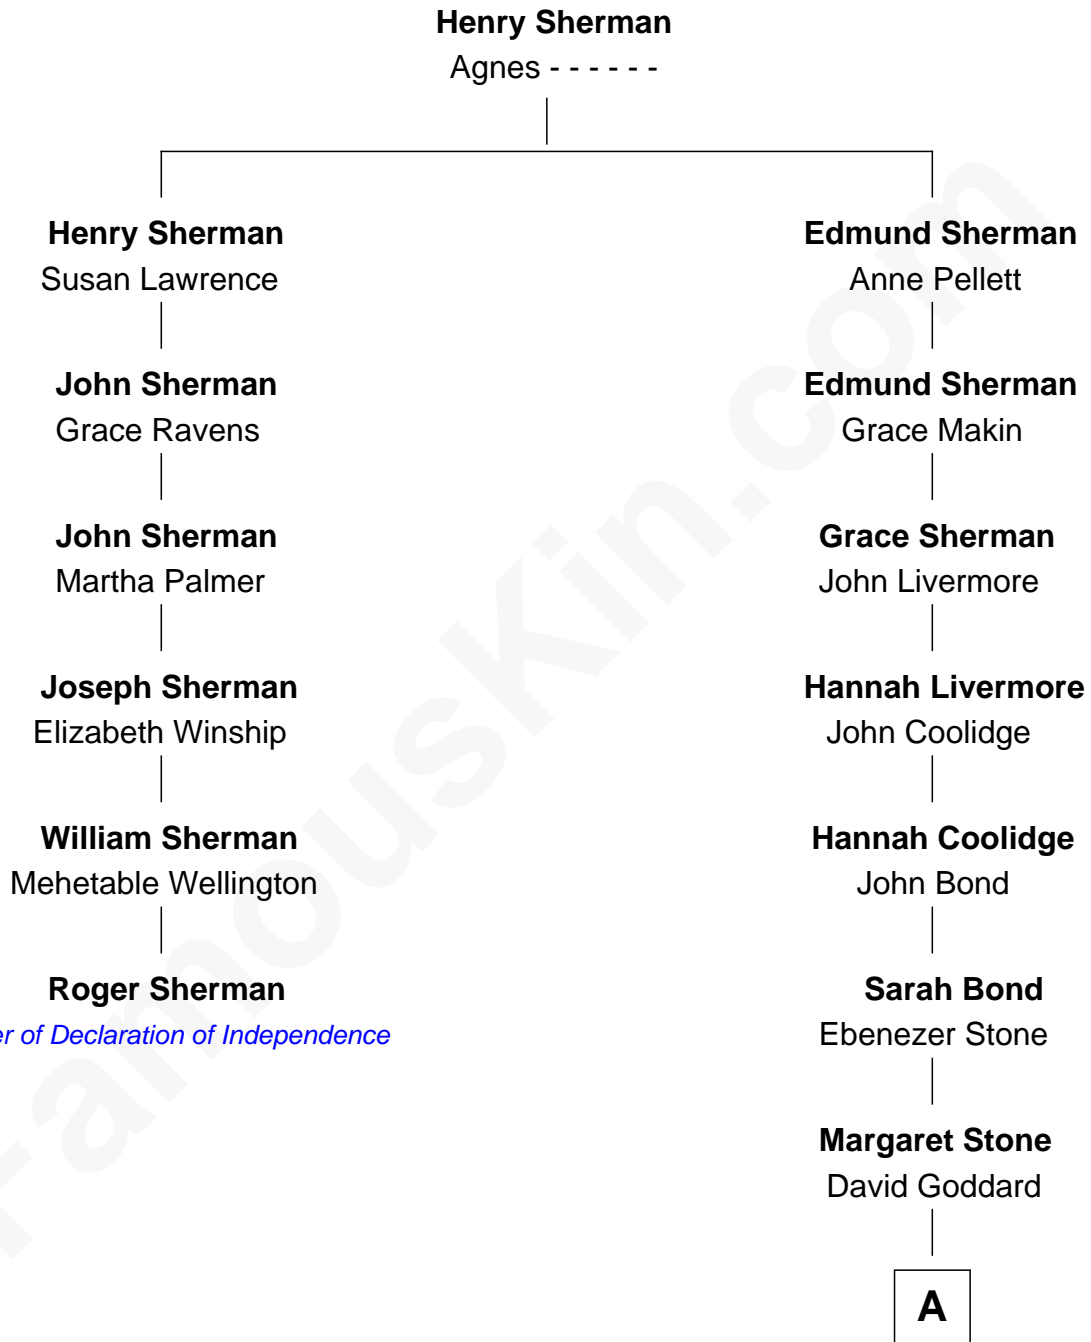 Henry Sherman
Agnes - - - - - -
Henry Sherman
Susan Lawrence
Edmund Sherman
Anne Pellett
John Sherman
Grace Ravens
Edmund Sherman
Grace Makin
John Sherman
Martha Palmer
Grace Sherman
John Livermore
Joseph Sherman
Elizabeth Winship
Hannah Livermore
John Coolidge
William Sherman
Mehetable Wellington
Hannah Coolidge
John Bond
Roger Sherman
er of Declaration of Independence
Sarah Bond
Ebenezer Stone
Margaret Stone
David Goddard
A
FamousKin.com